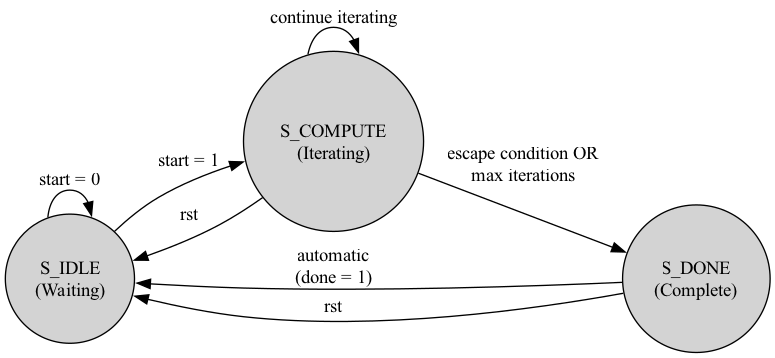 continue iterating
S_COMPUTE
(Iterating)
escape condition OR
max iterations
start = 1
start = 0
rst
automatic
(done = 1)
S_IDLE
(Waiting)
S_DONE
(Complete)
rst